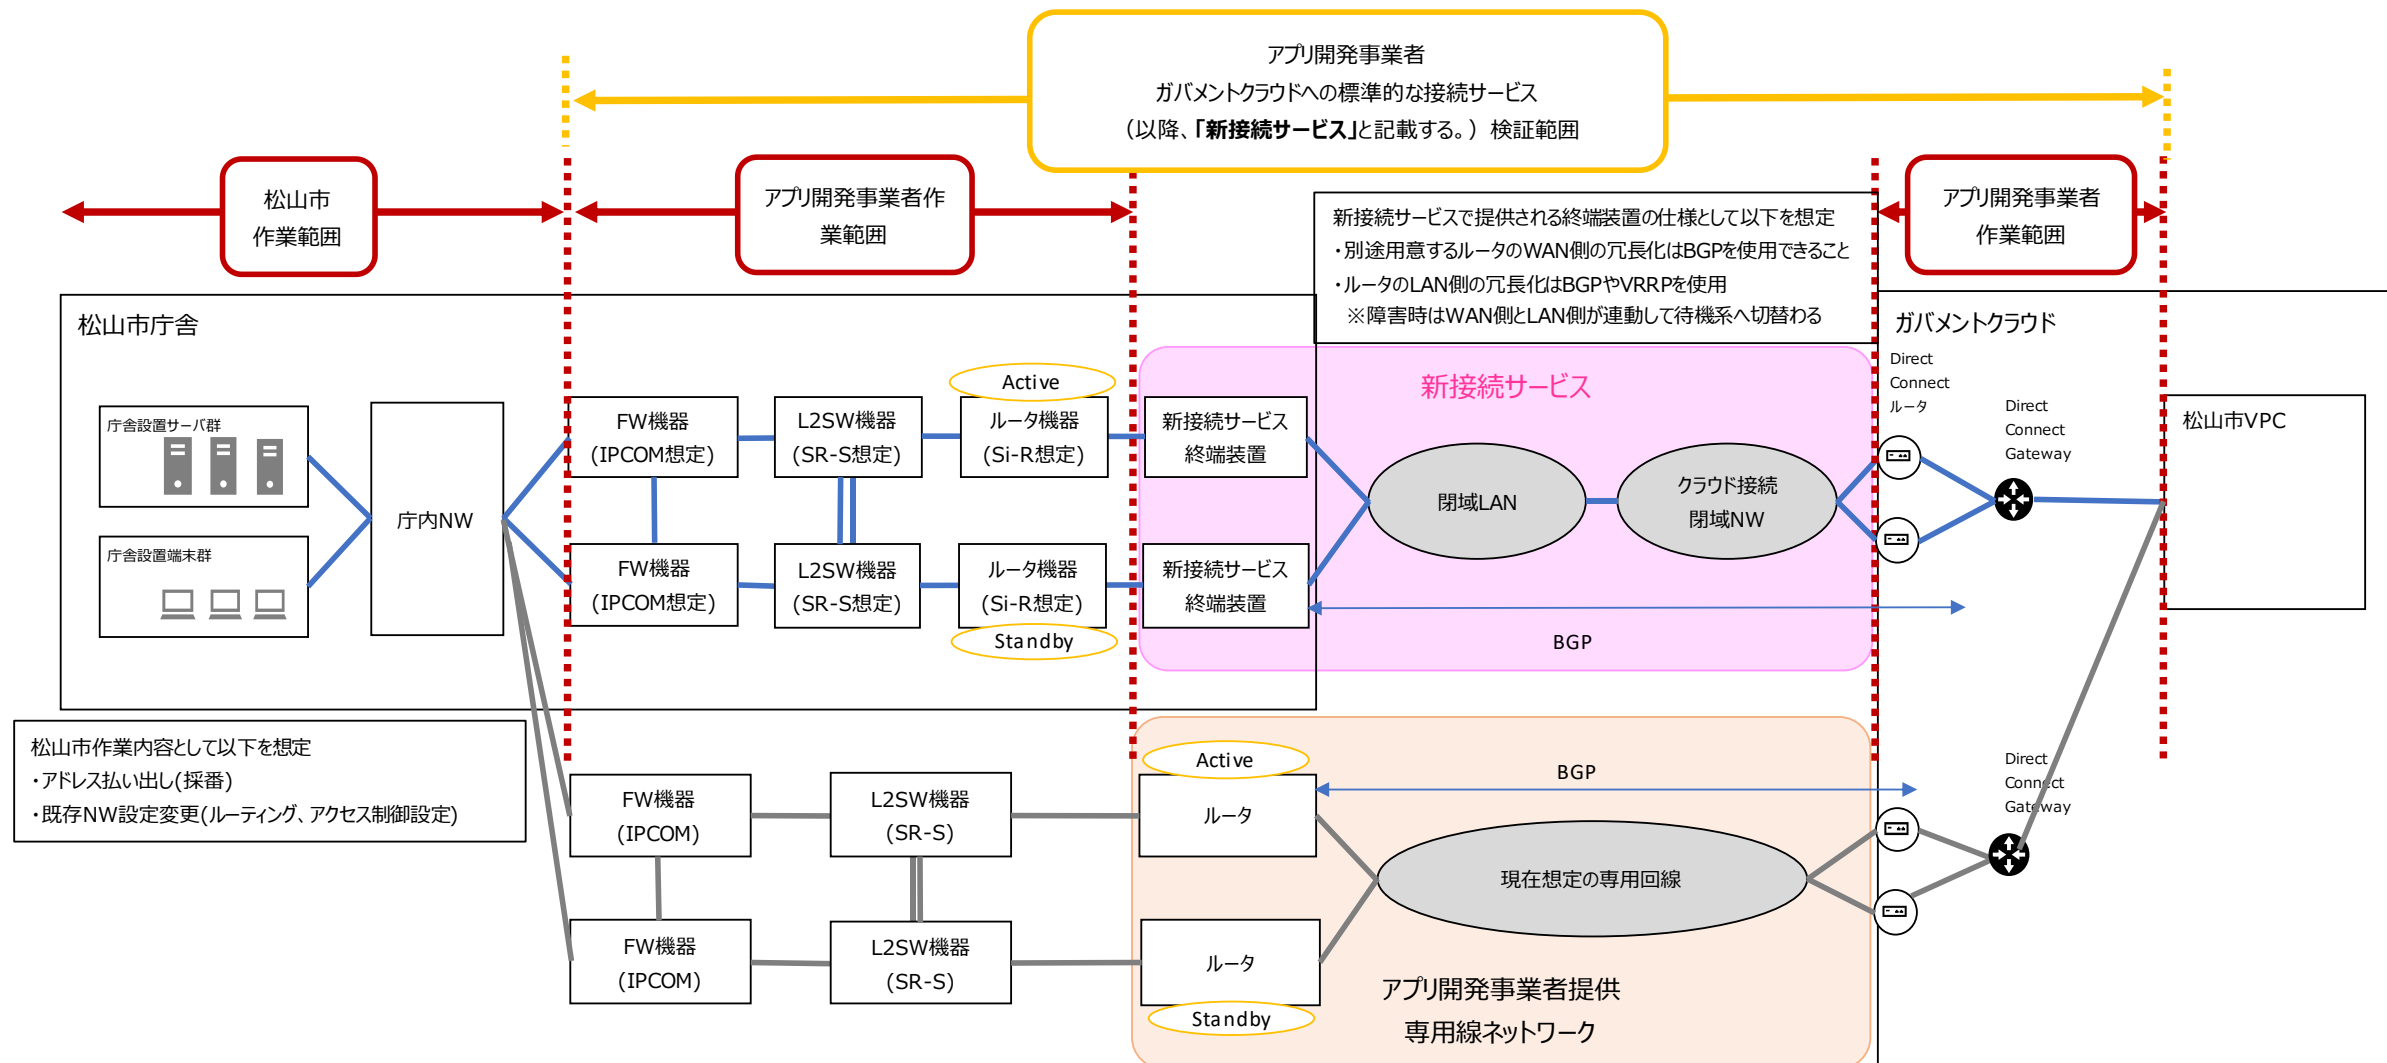 アプリ開発事業者
ガバメントクラウドへの標準的な接続サービス
(以降、「新接続サービス」と記載する。)検証範囲
松山市
作業範囲
アプリ開発事業者作
業範囲
アプリ開発事業者
作業範囲
新接続サービスで提供される終端装置の仕様として以下を想定
・別途用意するルータのWAN側の冗長化はBGPを使用できること
・ルータのLAN側の冗長化はBGPやVRRPを使用
※障害時はWAN側とLAN側が連動して待機系へ切替わる
松山市庁舎
ガバメントクラウド
庁舎設置サーバ群
庁舎設置端末群
庁内NW
FW機器
(IPCOM想定)
L2SW機器
(SR-S想定)
Active
ルータ機器
(Si-R想定)
新接続サービス
終端装置
FW機器
(IPCOM想定)
L2SW機器
(SR-S想定)
ルータ機器
(Si-R想定)
Standby
新接続サービス
終端装置
新接続サービス
閉域LAN
クラウド接続
閉域NW
BGP
Direct
Connect
ルータ
Direct
Connect
Gateway
松山市VPC
松山市作業内容として以下を想定
・アドレス払い出し(採番)
・既存NW設定変更(ルーティング、アクセス制御設定)
FW機器
(IPCOM)
L2SW機器
(SR-S)
Active
ルータ
BGP
FW機器
(IPCOM)
L2SW機器
(SR-S)
ルータ
Standby
現在想定の専用回線
アプリ開発事業者提供
専用線ネットワーク
Direct
Connect
Gateway